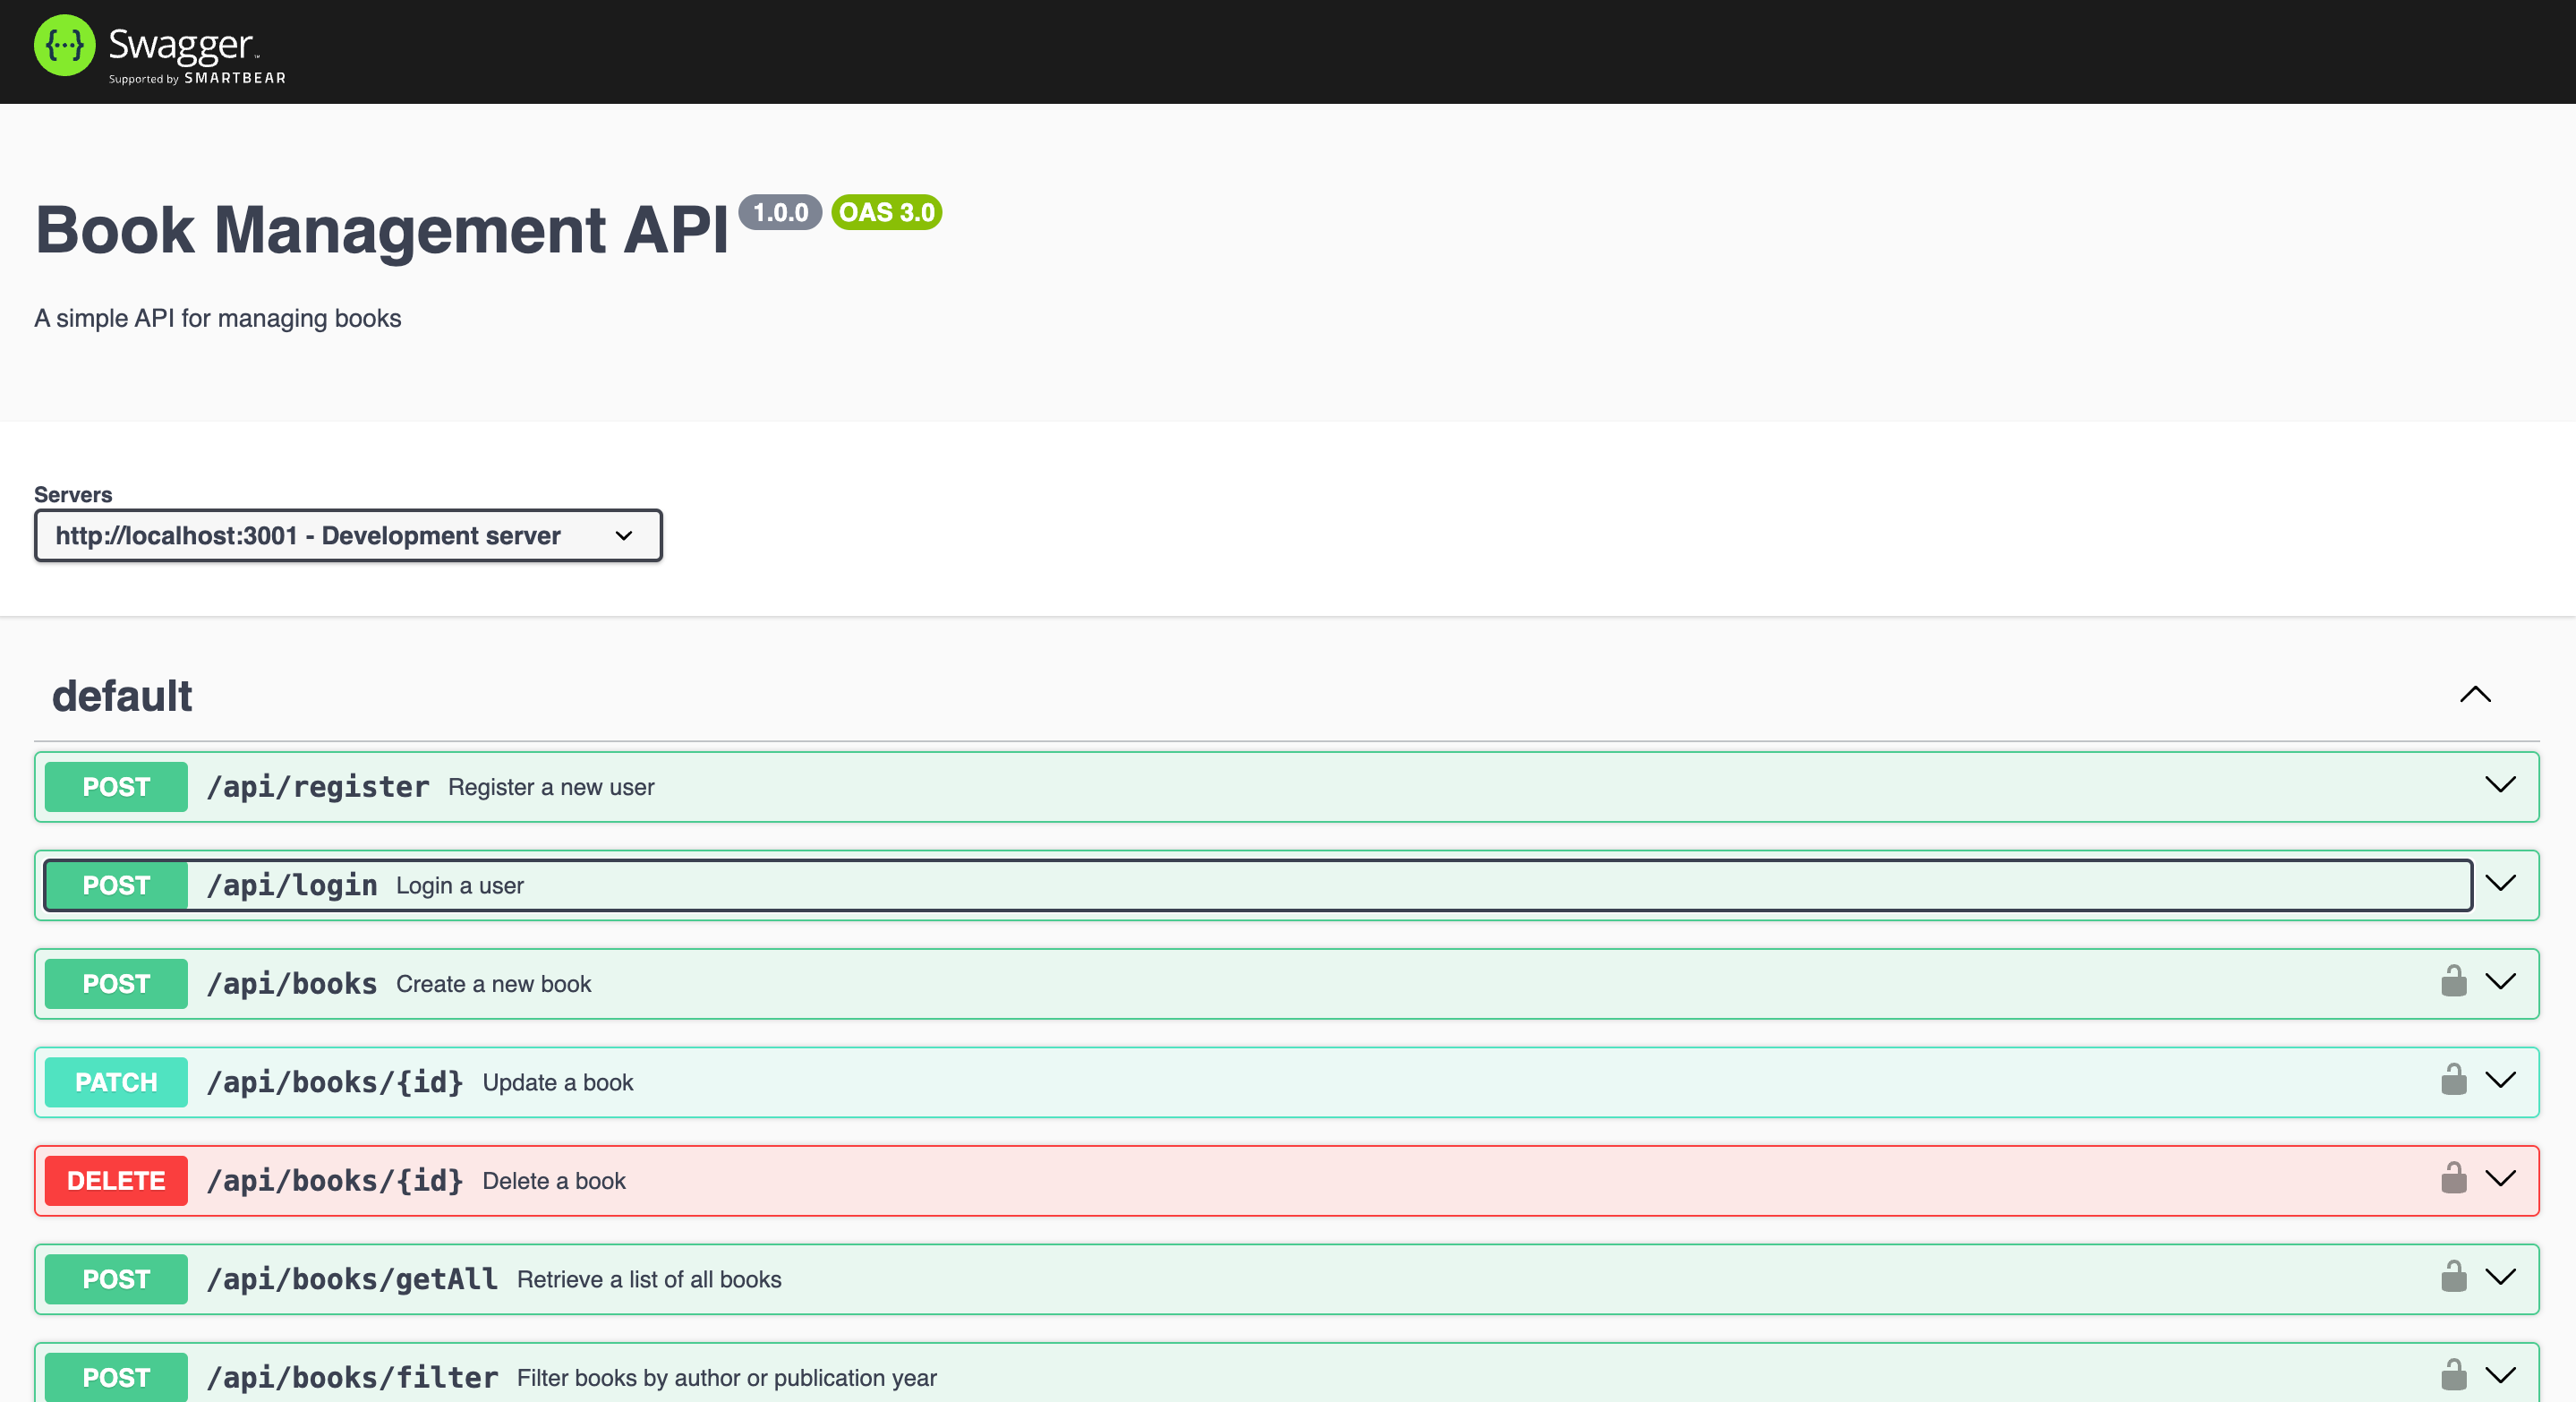 {···} Swagger™
Supported by SMARTBEAR
Book Management API 1.0.0 OAS 3.0
A simple API for managing books
Servers
http://localhost:3001 - Development server
default
POST /api/register Register a new user
POST /api/login Login a user
POST /api/books Create a new book
PATCH /api/books/{id} Update a book
DELETE /api/books/{id} Delete a book
POST /api/books/getAll Retrieve a list of all books
POST /api/books/filter Filter books by author or publication year